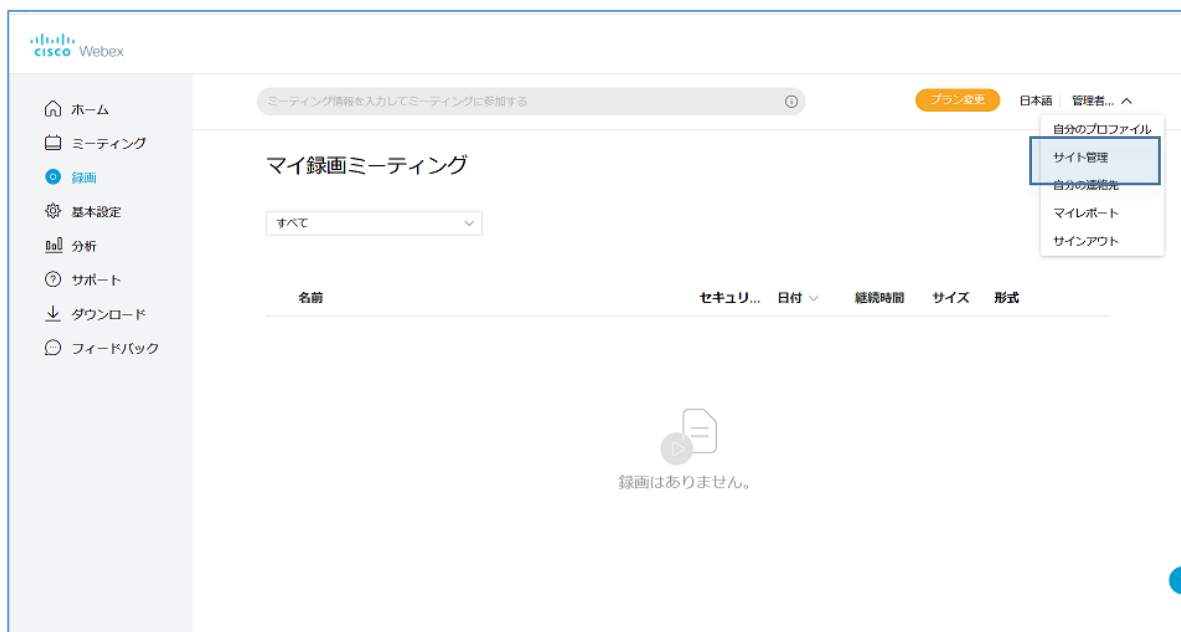 cisco Webex
ホーム
ミーティング
録画
基本設定
分析
サポート
ダウンロード
フィードバック
ミーティング情報を入力してミーティングに参加する
プラン変更
日本語
管理者...
自分のプロファイル
サイト管理
自分の連絡先
マイレポート
サインアウト
マイ録画ミーティング
すべて
名前 セキュリ... 日付 継続時間 サイズ 形式
録画はありません。